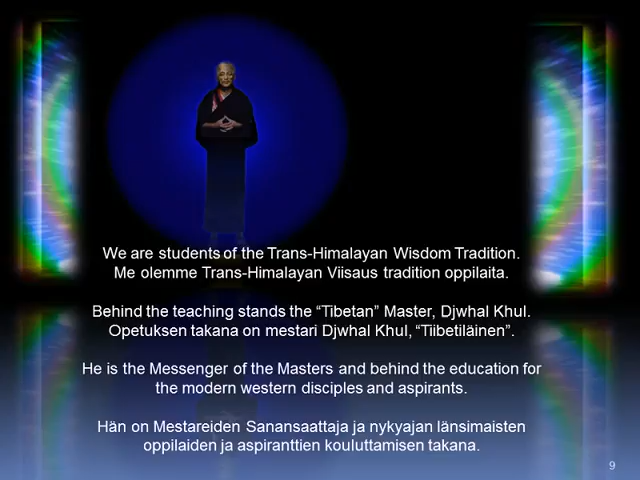 We are students of the Trans-Himalayan Wisdom Tradition.
Me olemme Trans-Himalayan Viisaus tradition oppilaita.
Behind the teaching stands the “Tibetan” Master, Djwhal Khul.
Opetuksen takana on mestari Djwhal Khul, “Tiibetiläinen”.
He is the Messenger of the Masters and behind the education for
the modern western disciples and aspirants.
Hän on Mestareiden Sanansaattaja ja nykyajan länsimaisten
oppilaiden ja aspiranttien kouluttamisen takana.
9